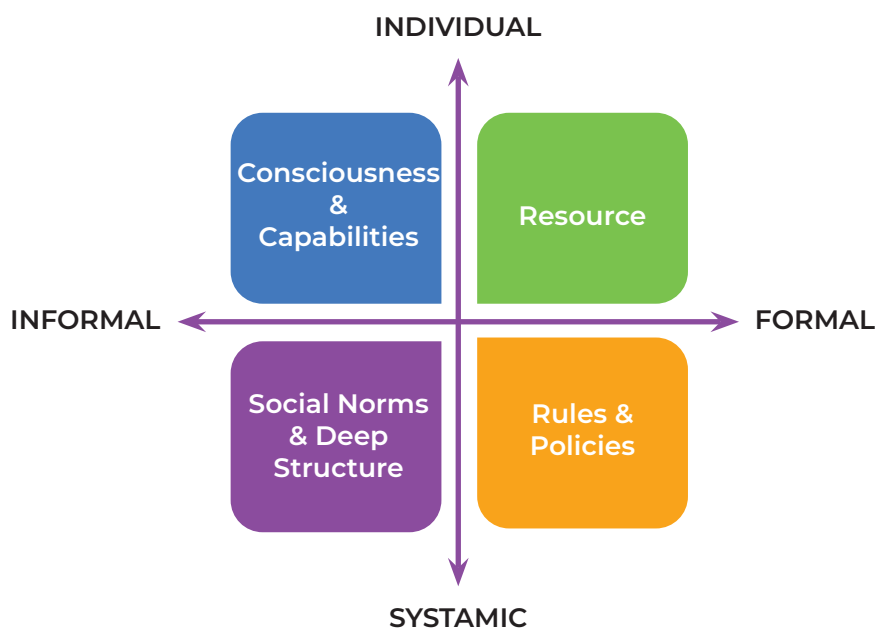 INDIVIDUAL
Consciousness
&
Capabilities
Resource
INFORMAL
FORMAL
Social Norms
& Deep
Structure
Rules &
Policies
SYSTAMIC